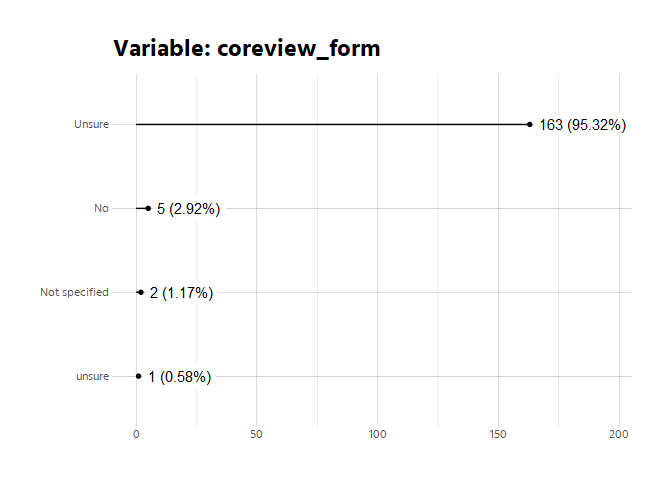 Variable: coreview_form
Unsure 163 (95.32%)
No 5 (2.92%)
Not specified 2 (1.17%)
unsure 1 (0.58%)
0 50 100 150 200